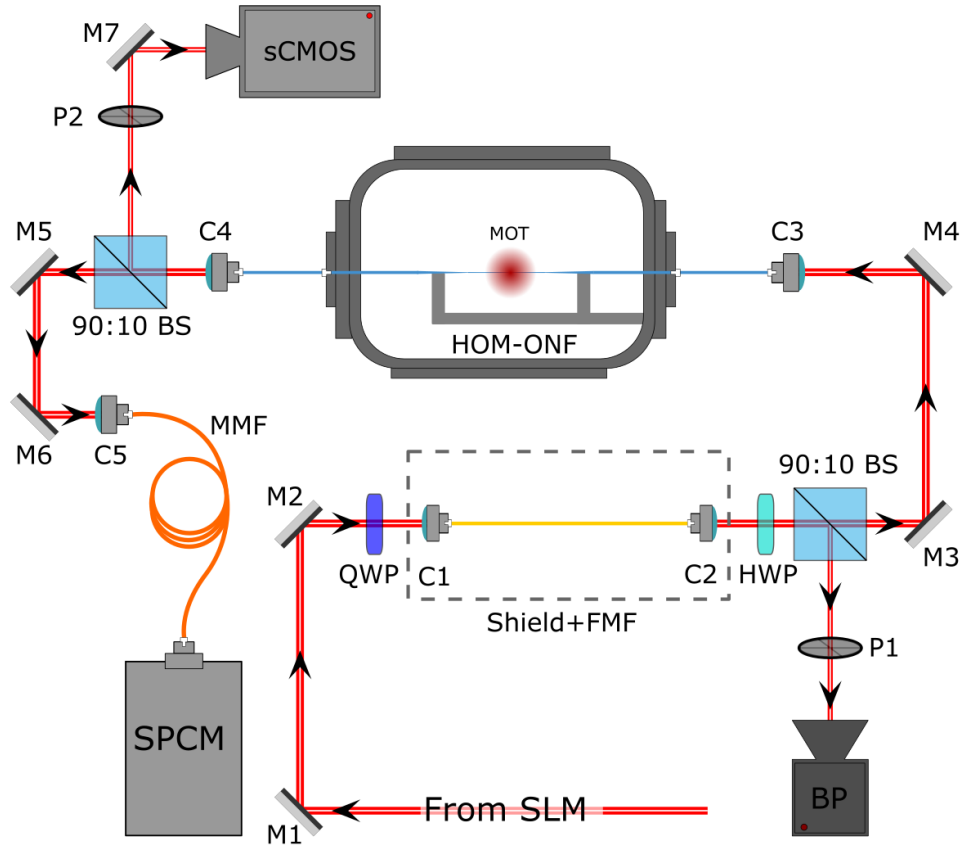 M7
sCMOS
P2
M5
C4
MOT
C3
M4
90:10 BS
HOM-ONF
M6
C5
MMF
90:10 BS
M2
QWP
C1
C2
HWP
M3
Shield+FMF
P1
SPCM
BP
From SLM
M1